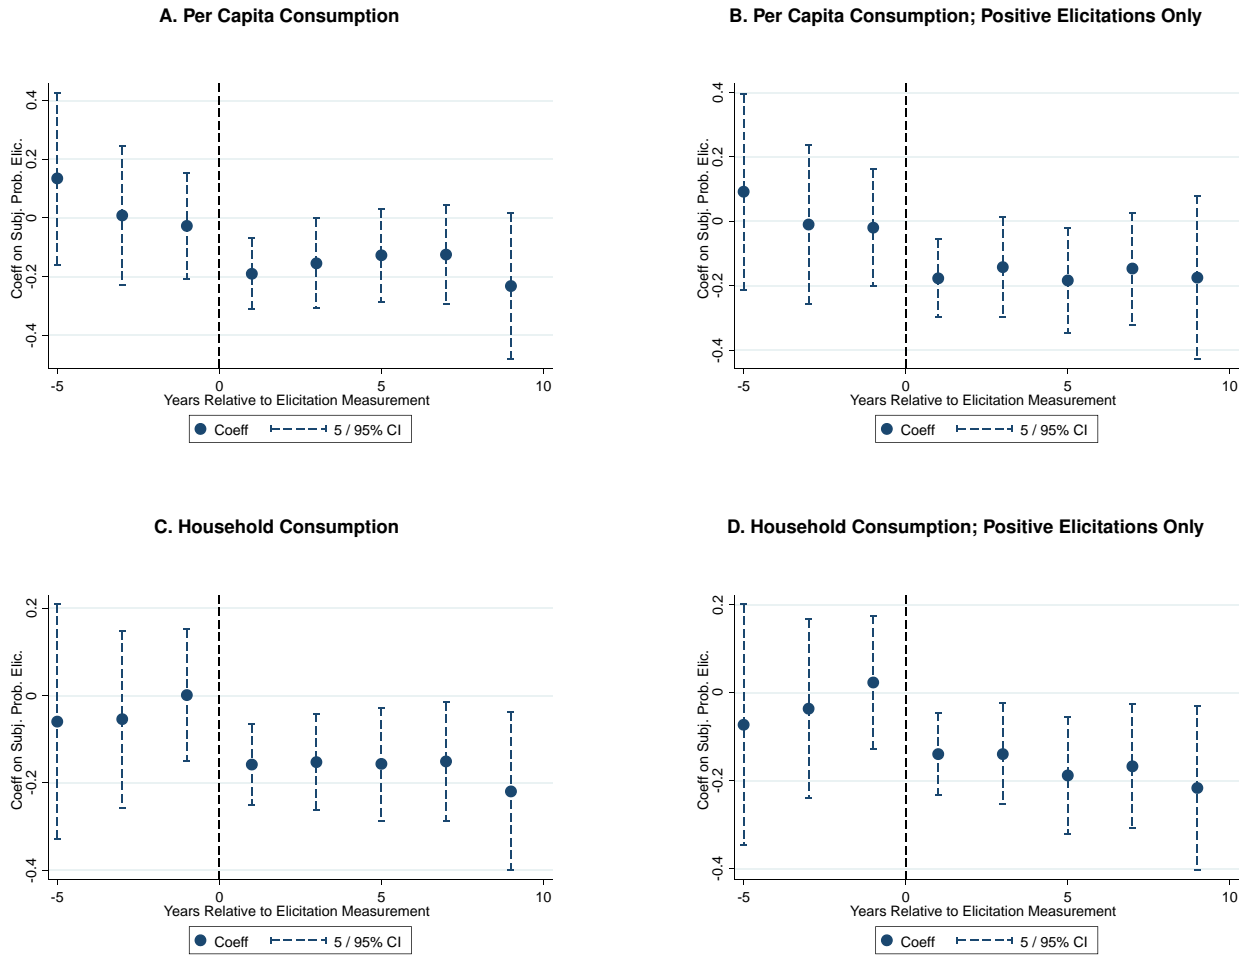 A. Per Capita Consumption
Coeff on Subj. Prob. Elic.
0.4
0.2
0
-0.2
-0.4
-5
0
5
10
Years Relative to Elicitation Measurement
Coeff
5 / 95% CI
B. Per Capita Consumption; Positive Elicitations Only
Coeff on Subj. Prob. Elic.
0.4
0.2
0
-0.2
-0.4
-5
0
5
10
Years Relative to Elicitation Measurement
Coeff
5 / 95% CI
C. Household Consumption
Coeff on Subj. Prob. Elic.
0.2
0
-0.2
-0.4
-5
0
5
10
Years Relative to Elicitation Measurement
Coeff
5 / 95% CI
D. Household Consumption; Positive Elicitations Only
Coeff on Subj. Prob. Elic.
0.2
0
-0.2
-0.4
-5
0
5
10
Years Relative to Elicitation Measurement
Coeff
5 / 95% CI